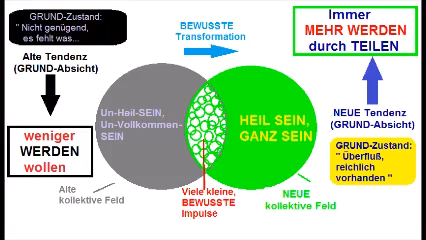 GRUND-Zustand:
" Nicht genügend,
es fehlt was...
Alte Tendenz
(GRUND-Absicht)
weniger
WERDEN
wollen
BEWUSSTE
Transformation
Immer
MEHR WERDEN
durch TEILEN
Un-Heil-SEIN,
Un-Vollkommen-
SEIN
HEIL SEIN,
GANZ SEIN
NEUE Tendenz
(GRUND-Absicht)
GRUND-Zustand:
" Überfluß,
reichlich
vorhanden "
Alte
kollektive Feld
Viele kleine,
BEWUSSTE
Impulse
NEUE
kollektive Feld